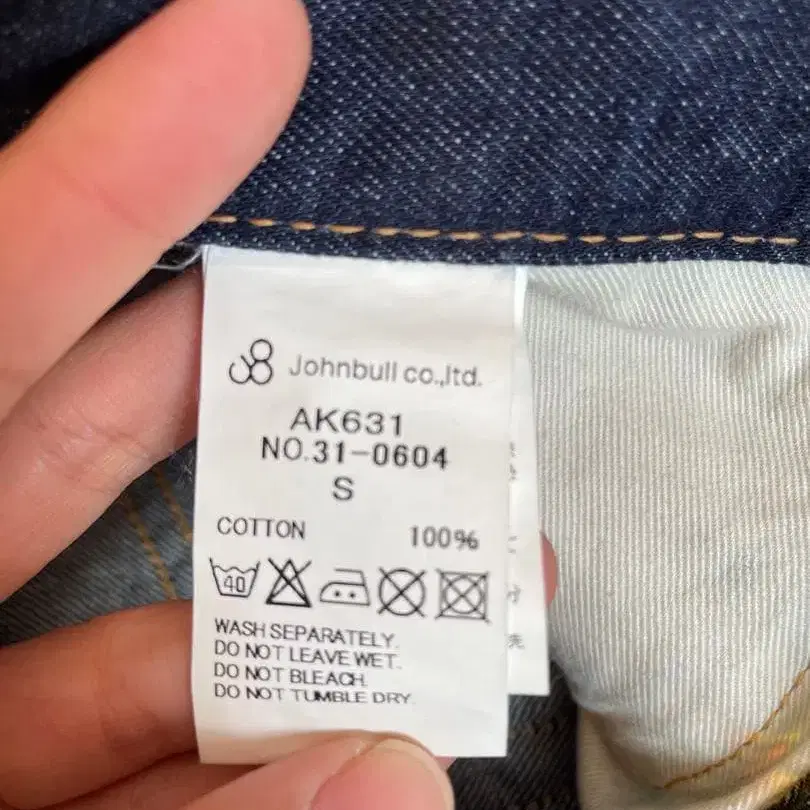 Johnbull co.,ltd.
AK631
NO.31-0604
S
COTTON 100%
40
WASH SEPARATELY.
DO NOT LEAVE WET.
DO NOT BLEACH.
DO NOT TUMBLE DRY.